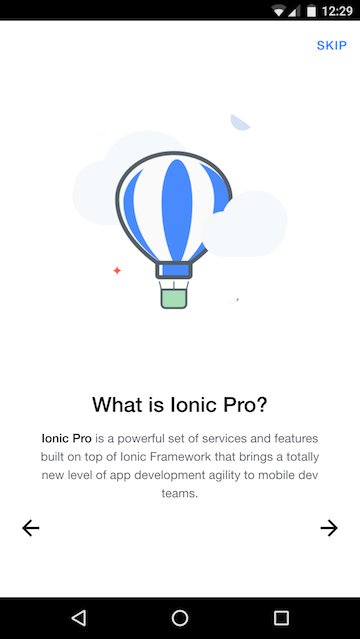 12:29
SKIP
What is Ionic Pro?
Ionic Pro is a powerful set of services and features
built on top of Ionic Framework that brings a totally
new level of app development agility to mobile dev
teams.